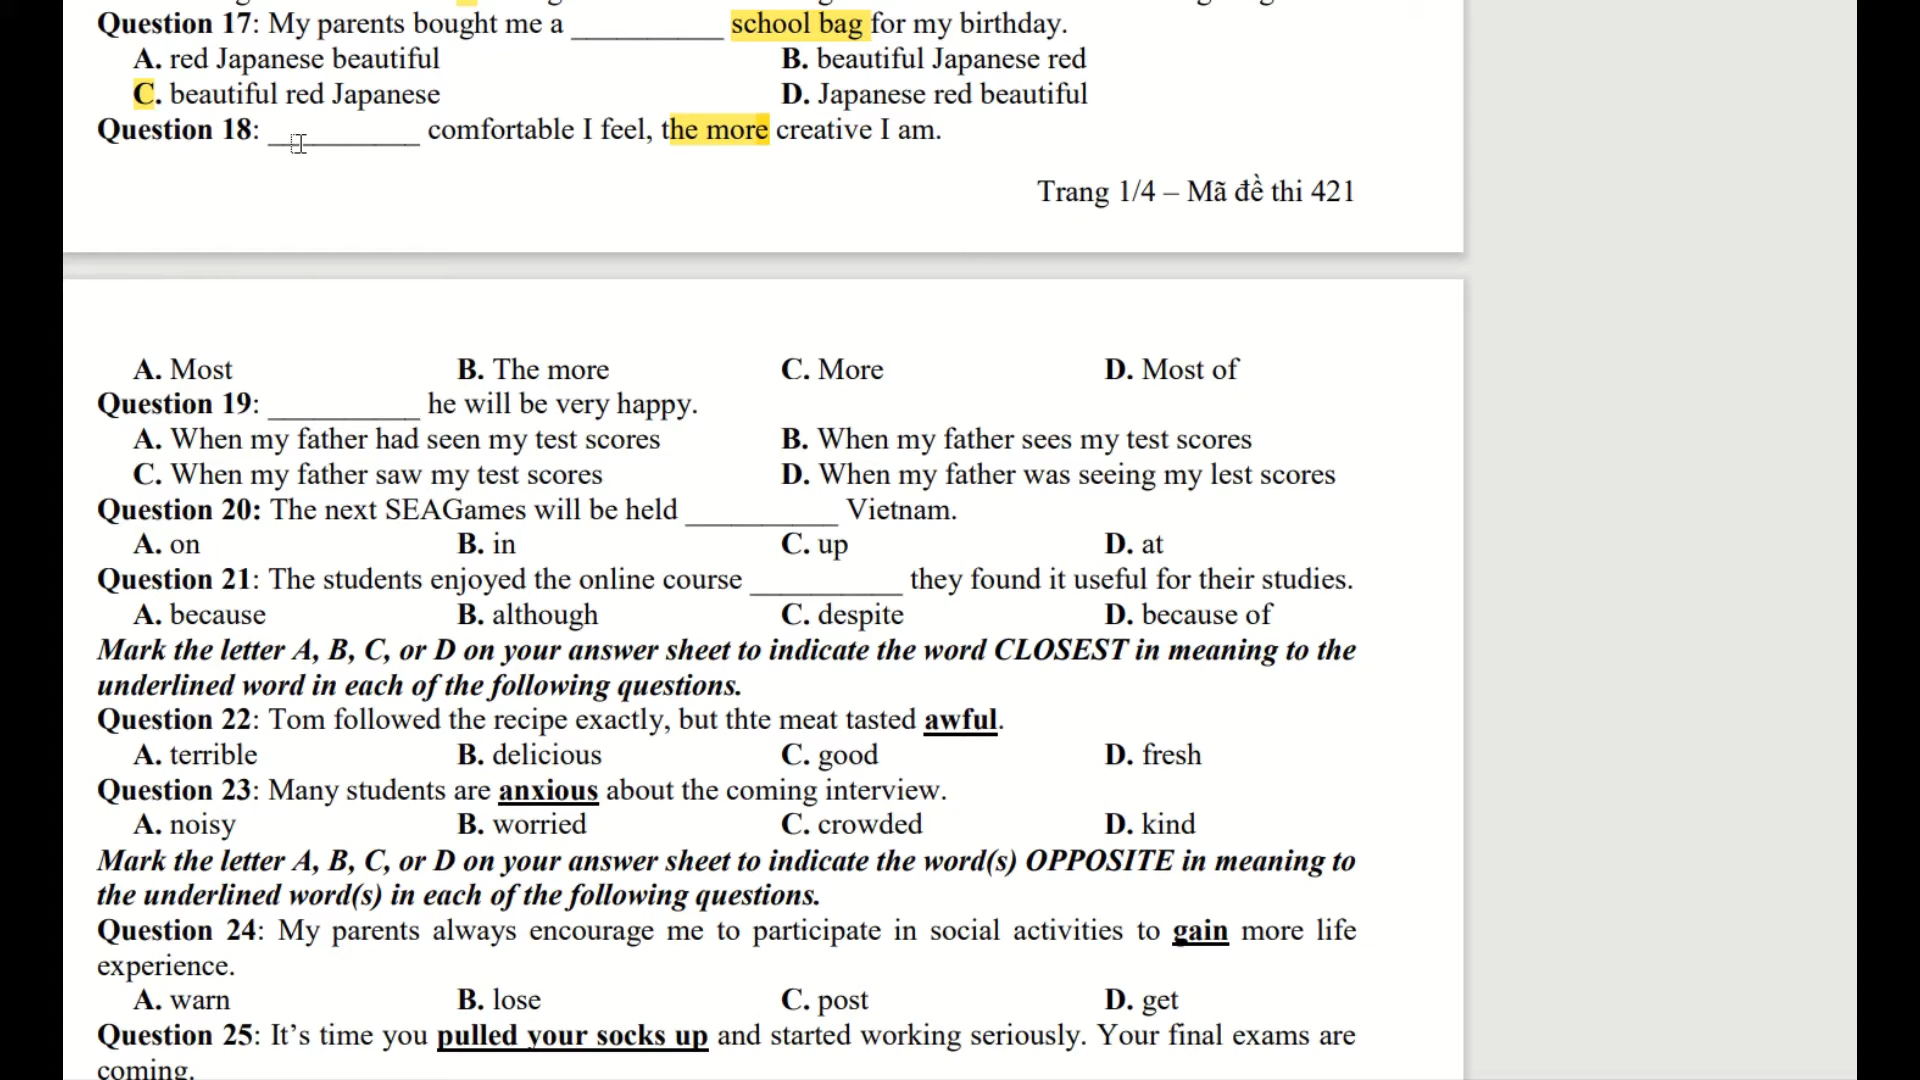 Question 17: My parents bought me a __________ school bag for my birthday.
A. red Japanese beautiful B. beautiful Japanese red
C. beautiful red Japanese D. Japanese red beautiful
Question 18: __________ comfortable I feel, the more creative I am.
Trang 1/4 – Mã đề thi 421
A. Most B. The more C. More D. Most of
Question 19: __________ he will be very happy.
A. When my father had seen my test scores B. When my father sees my test scores
C. When my father saw my test scores D. When my father was seeing my lest scores
Question 20: The next SEAGames will be held __________ Vietnam.
A. on B. in C. up D. at
Question 21: The students enjoyed the online course __________ they found it useful for their studies.
A. because B. although C. despite D. because of
Mark the letter A, B, C, or D on your answer sheet to indicate the word CLOSEST in meaning to the
underlined word in each of the following questions.
Question 22: Tom followed the recipe exactly, but thte meat tasted awful.
A. terrible B. delicious C. good D. fresh
Question 23: Many students are anxious about the coming interview.
A. noisy B. worried C. crowded D. kind
Mark the letter A, B, C, or D on your answer sheet to indicate the word(s) OPPOSITE in meaning to
the underlined word(s) in each of the following questions.
Question 24: My parents always encourage me to participate in social activities to gain more life
experience.
A. warn B. lose C. post D. get
Question 25: It’s time you pulled your socks up and started working seriously. Your final exams are
coming.